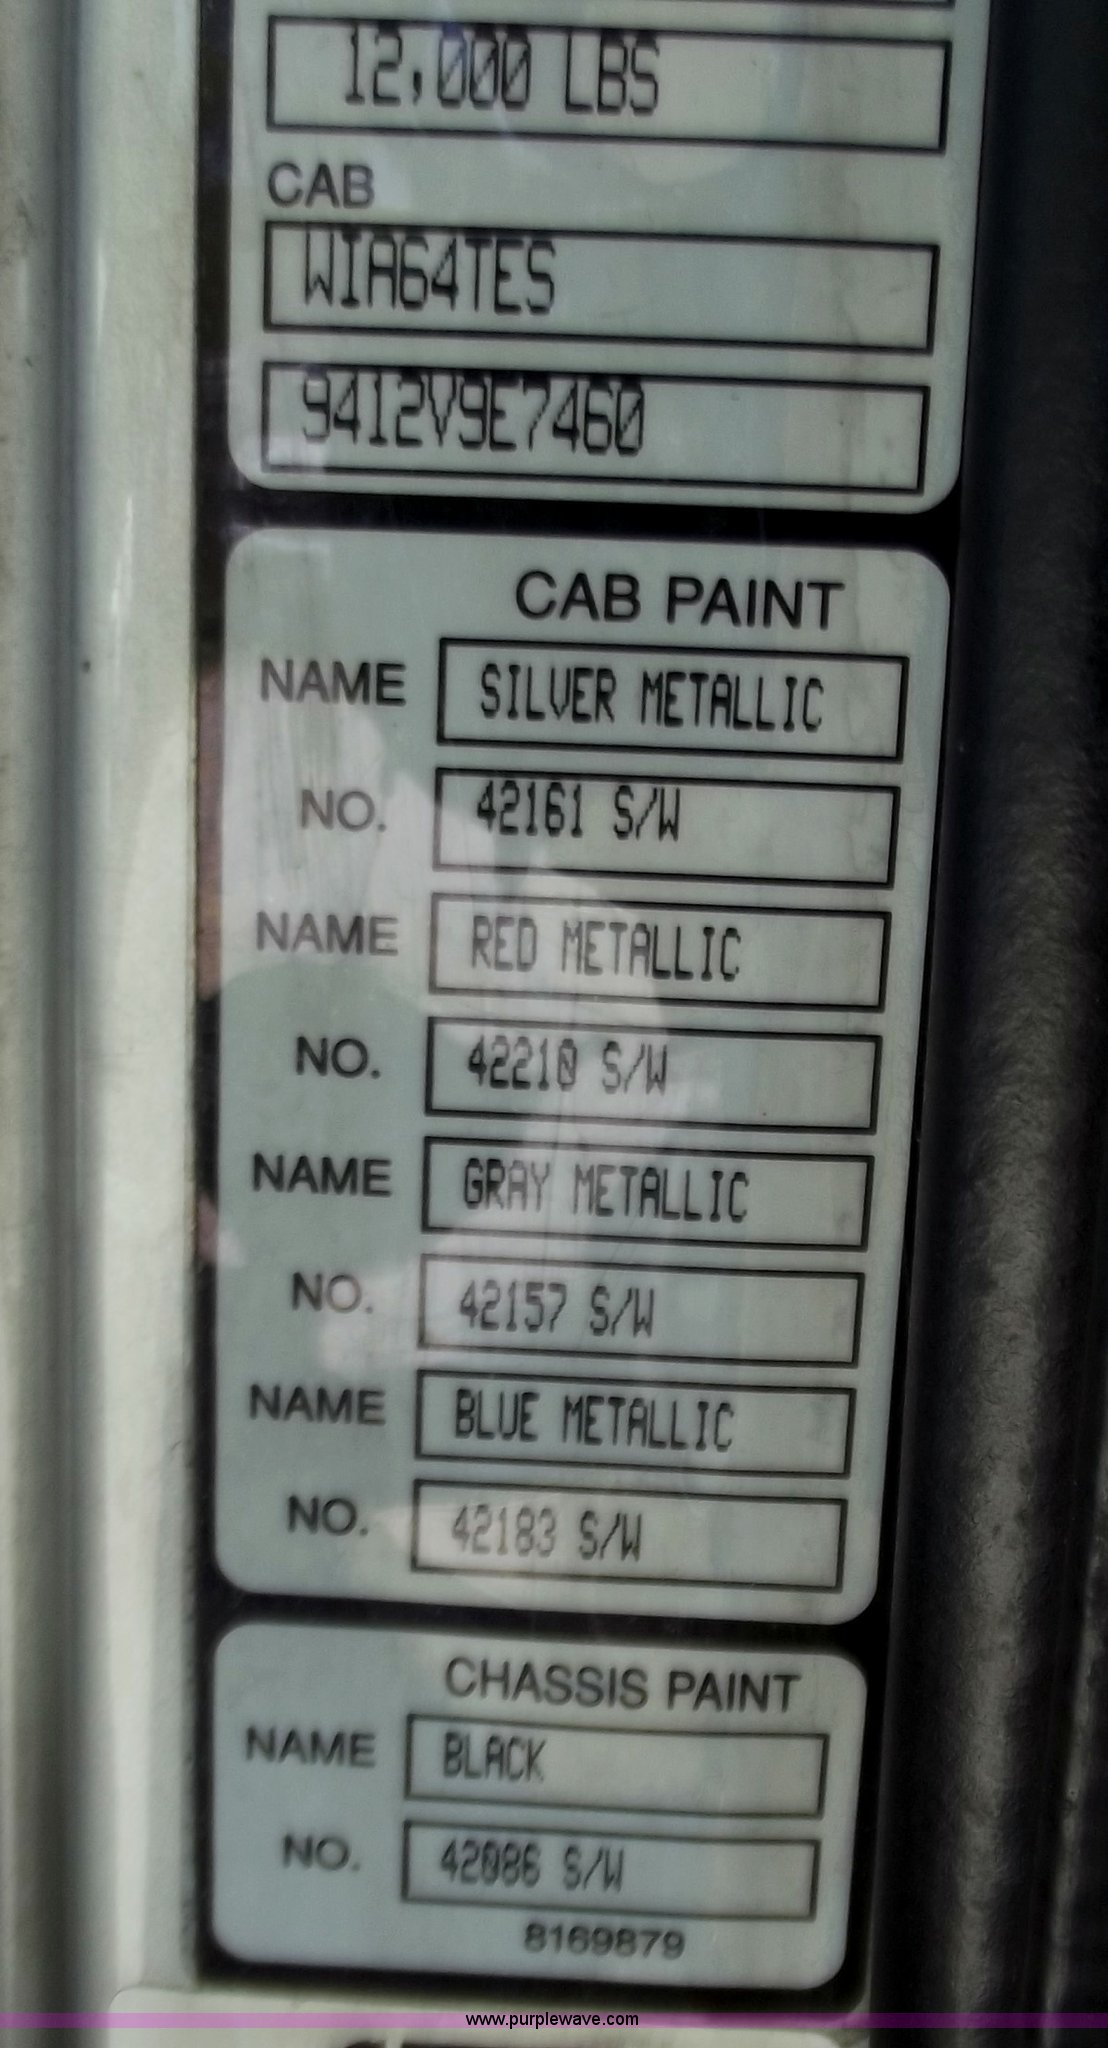 12,000 LBS
CAB
WIA64TES
9412V9E7460
CAB PAINT
NAME SILVER METALLIC
NO. 42161 S/W
NAME RED METALLIC
NO. 42210 S/W
NAME GRAY METALLIC
NO. 42157 S/W
NAME BLUE METALLIC
NO. 42183 S/W
CHASSIS PAINT
NAME BLACK
NO. 42086 S/W
8169879
www.purplewave.com